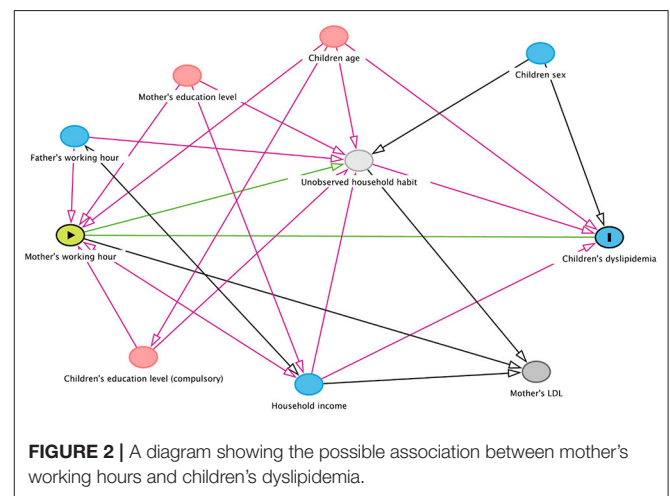 Children age
Children sex
Mother's education level
Father's working hour
Unobserved household habit
Mother's working hour
Children's dyslipidemia
Children's education level (compulsory)
Household income
Mother's LDL
FIGURE 2 | A diagram showing the possible association between mother's
working hours and children's dyslipidemia.